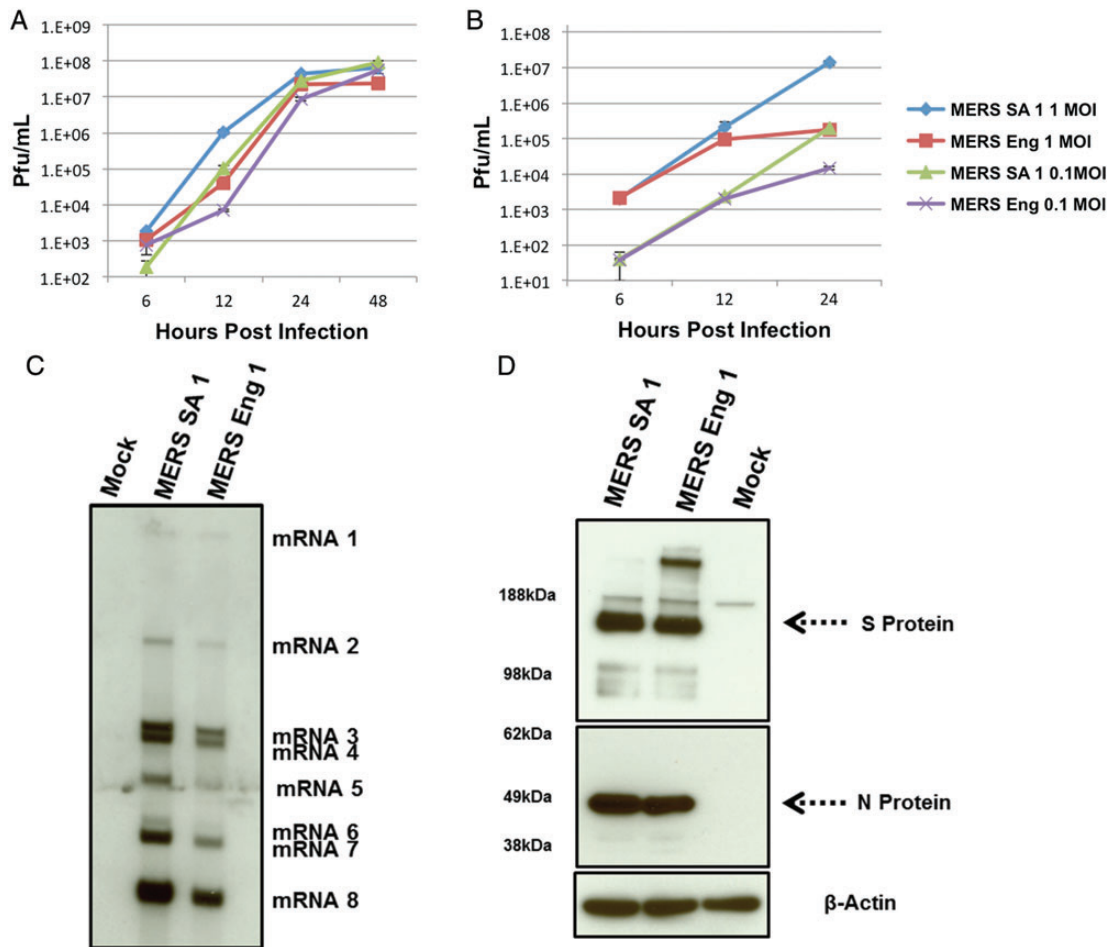 A
1.E+09
1.E+08
1.E+07
1.E+06
1.E+05
1.E+04
1.E+03
1.E+02
Pfu/mL
6 12 24 48
Hours Post Infection
B
1.E+08
1.E+07
1.E+06
1.E+05
1.E+04
1.E+03
1.E+02
1.E+01
Pfu/mL
6 12 24
Hours Post Infection
MERS SA 1 1 MOI
MERS Eng 1 MOI
MERS SA 1 0.1MOI
MERS Eng 0.1 MOI
C
Mock
MERS SA 1
MERS Eng 1
mRNA 1
mRNA 2
mRNA 3
mRNA 4
mRNA 5
mRNA 6
mRNA 7
mRNA 8
D
MERS SA 1
MERS Eng 1
Mock
188kDa
98kDa
62kDa
49kDa
38kDa
S Protein
N Protein
β-Actin